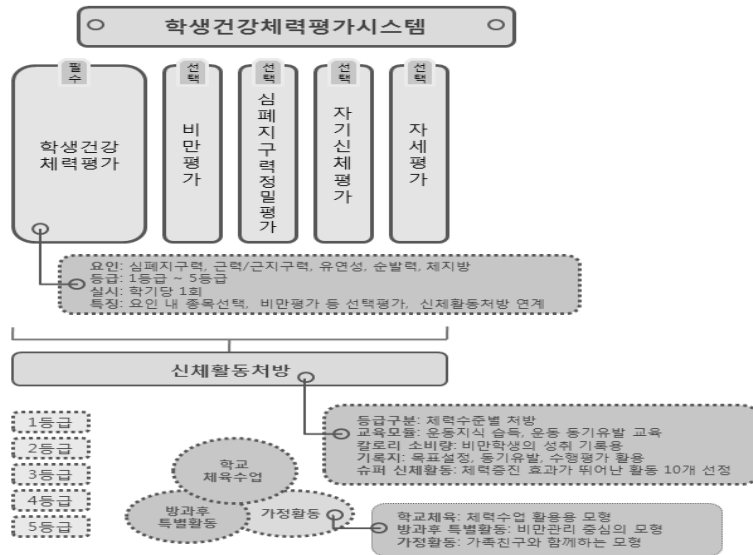 학생건강체력평가시스템
필수
선택
선택
선택
선택
학생건강
체력평가
비만평가
심폐지구력정밀평가
자기신체평가
자세평가
요인: 심폐지구력, 근력/근지구력, 유연성, 순발력, 체지방
등급: 1등급 ~ 5등급
실시: 학기당 1회
특징: 요인 내 종목선택, 비만평가 등 선택평가, 신체활동처방 연계
신체활동처방
1등급
2등급
3등급
4등급
5등급
등급구분: 체력수준별 처방
교육모듈: 운동지식 습득, 운동 동기유발 교육
칼로리 소비량: 비만학생의 성취 기록용
기록지: 목표설정, 동기유발, 수행평가 활용
슈퍼 신체활동: 체력증진 효과가 뛰어난 활동 10개 선정
학교
체육수업
방과후
특별활동
가정활동
학교체육: 체력수업 활용용 모형
방과후 특별활동: 비만관리 중심의 모형
가정활동: 가족친구와 함께하는 모형